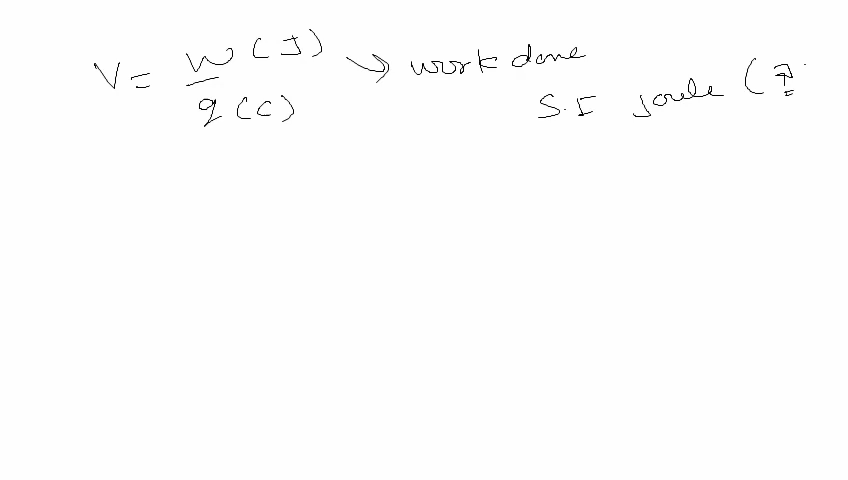 V = W (J) → work done
q (C)
S.I joule (J